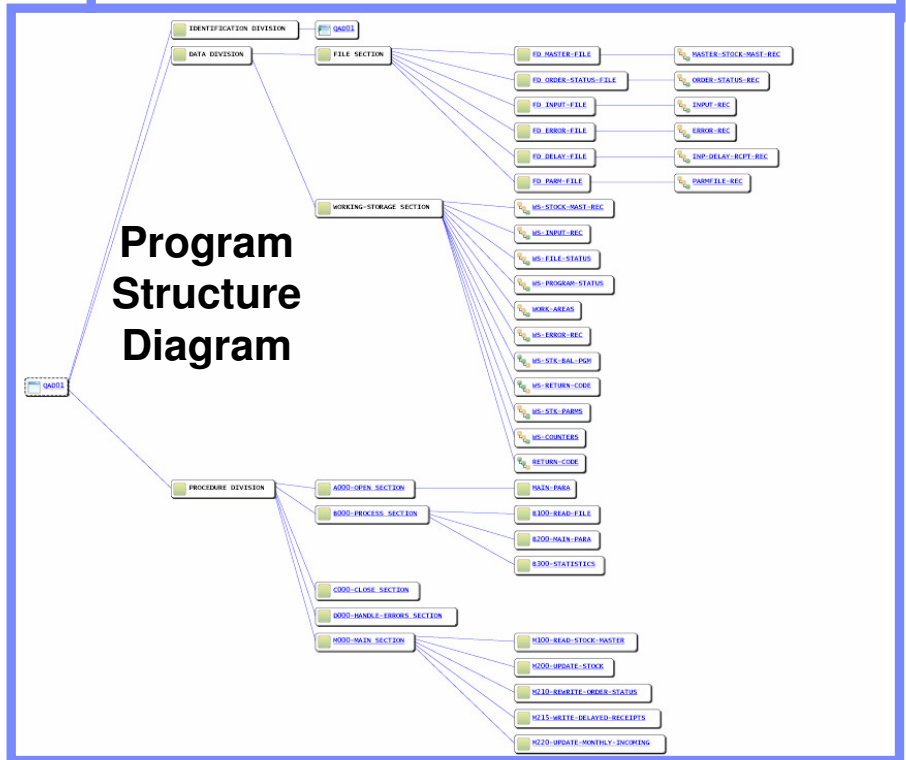 IDENTIFICATION DIVISION
QAD01
DATA DIVISION
FILE SECTION
FD MASTER-FILE
MASTER-STOCK-MAST-REC
FD ORDER-STATUS-FILE
ORDER-STATUS-REC
FD INPUT-FILE
INPUT-REC
FD ERROR-FILE
ERROR-REC
FD DELAY-FILE
INP-DELAY-RCPT-REC
FD PARM-FILE
PARMFILE-REC
WORKING-STORAGE SECTION
WS-STOCK-MAST-REC
WS-INPUT-REC
WS-FILE-STATUS
WS-PROGRAM-STATUS
WORK-AREAS
WS-ERROR-REC
WS-STK-BAL-PGM
WS-RETURN-CODE
WS-STK-PARMS
WS-COUNTERS
RETURN-CODE
Program
Structure
Diagram
QAD01
PROCEDURE DIVISION
A000-OPEN SECTION
MAIN-PARA
B000-PROCESS SECTION
B100-READ-FILE
B200-MAIN-PARA
B300-STATISTICS
C000-CLOSE SECTION
D000-HANDLE-ERRORS SECTION
M000-MAIN SECTION
M100-READ-STOCK-MASTER
M200-UPDATE-STOCK
M210-REWRITE-ORDER-STATUS
M215-WRITE-DELAYED-RECEIPTS
M220-UPDATE-MONTHLY-INCOMING